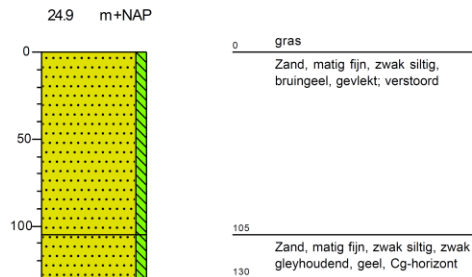 24.9 m+NAP
0
50
100
0 gras
Zand, matig fijn, zwak siltig,
bruingeel, gevlekt; verstoord
105
Zand, matig fijn, zwak siltig, zwak
gleyhoudend, geel, Cg-horizont
130